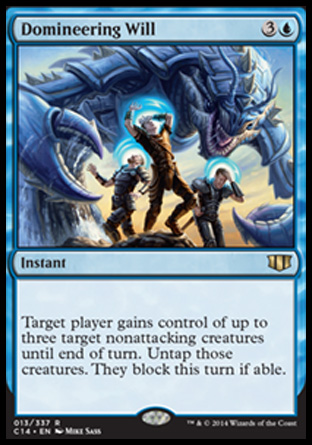 Domineering Will 3
Instant
Target player gains control of up to
three target nonattacking creatures
until end of turn. Untap those
creatures. They block this turn if able.
013/337 R
C14 • EN Mike Sass ™ & © 2014 Wizards of the Coast